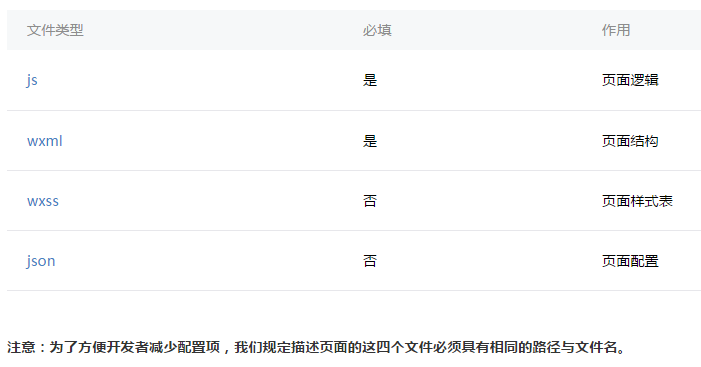 文件类型 必填 作用
js 是 页面逻辑
wxml 是 页面结构
wxss 否 页面样式表
json 否 页面配置
注意：为了方便开发者减少配置项，我们规定描述页面的这四个文件必须具有相同的路径与文件名。